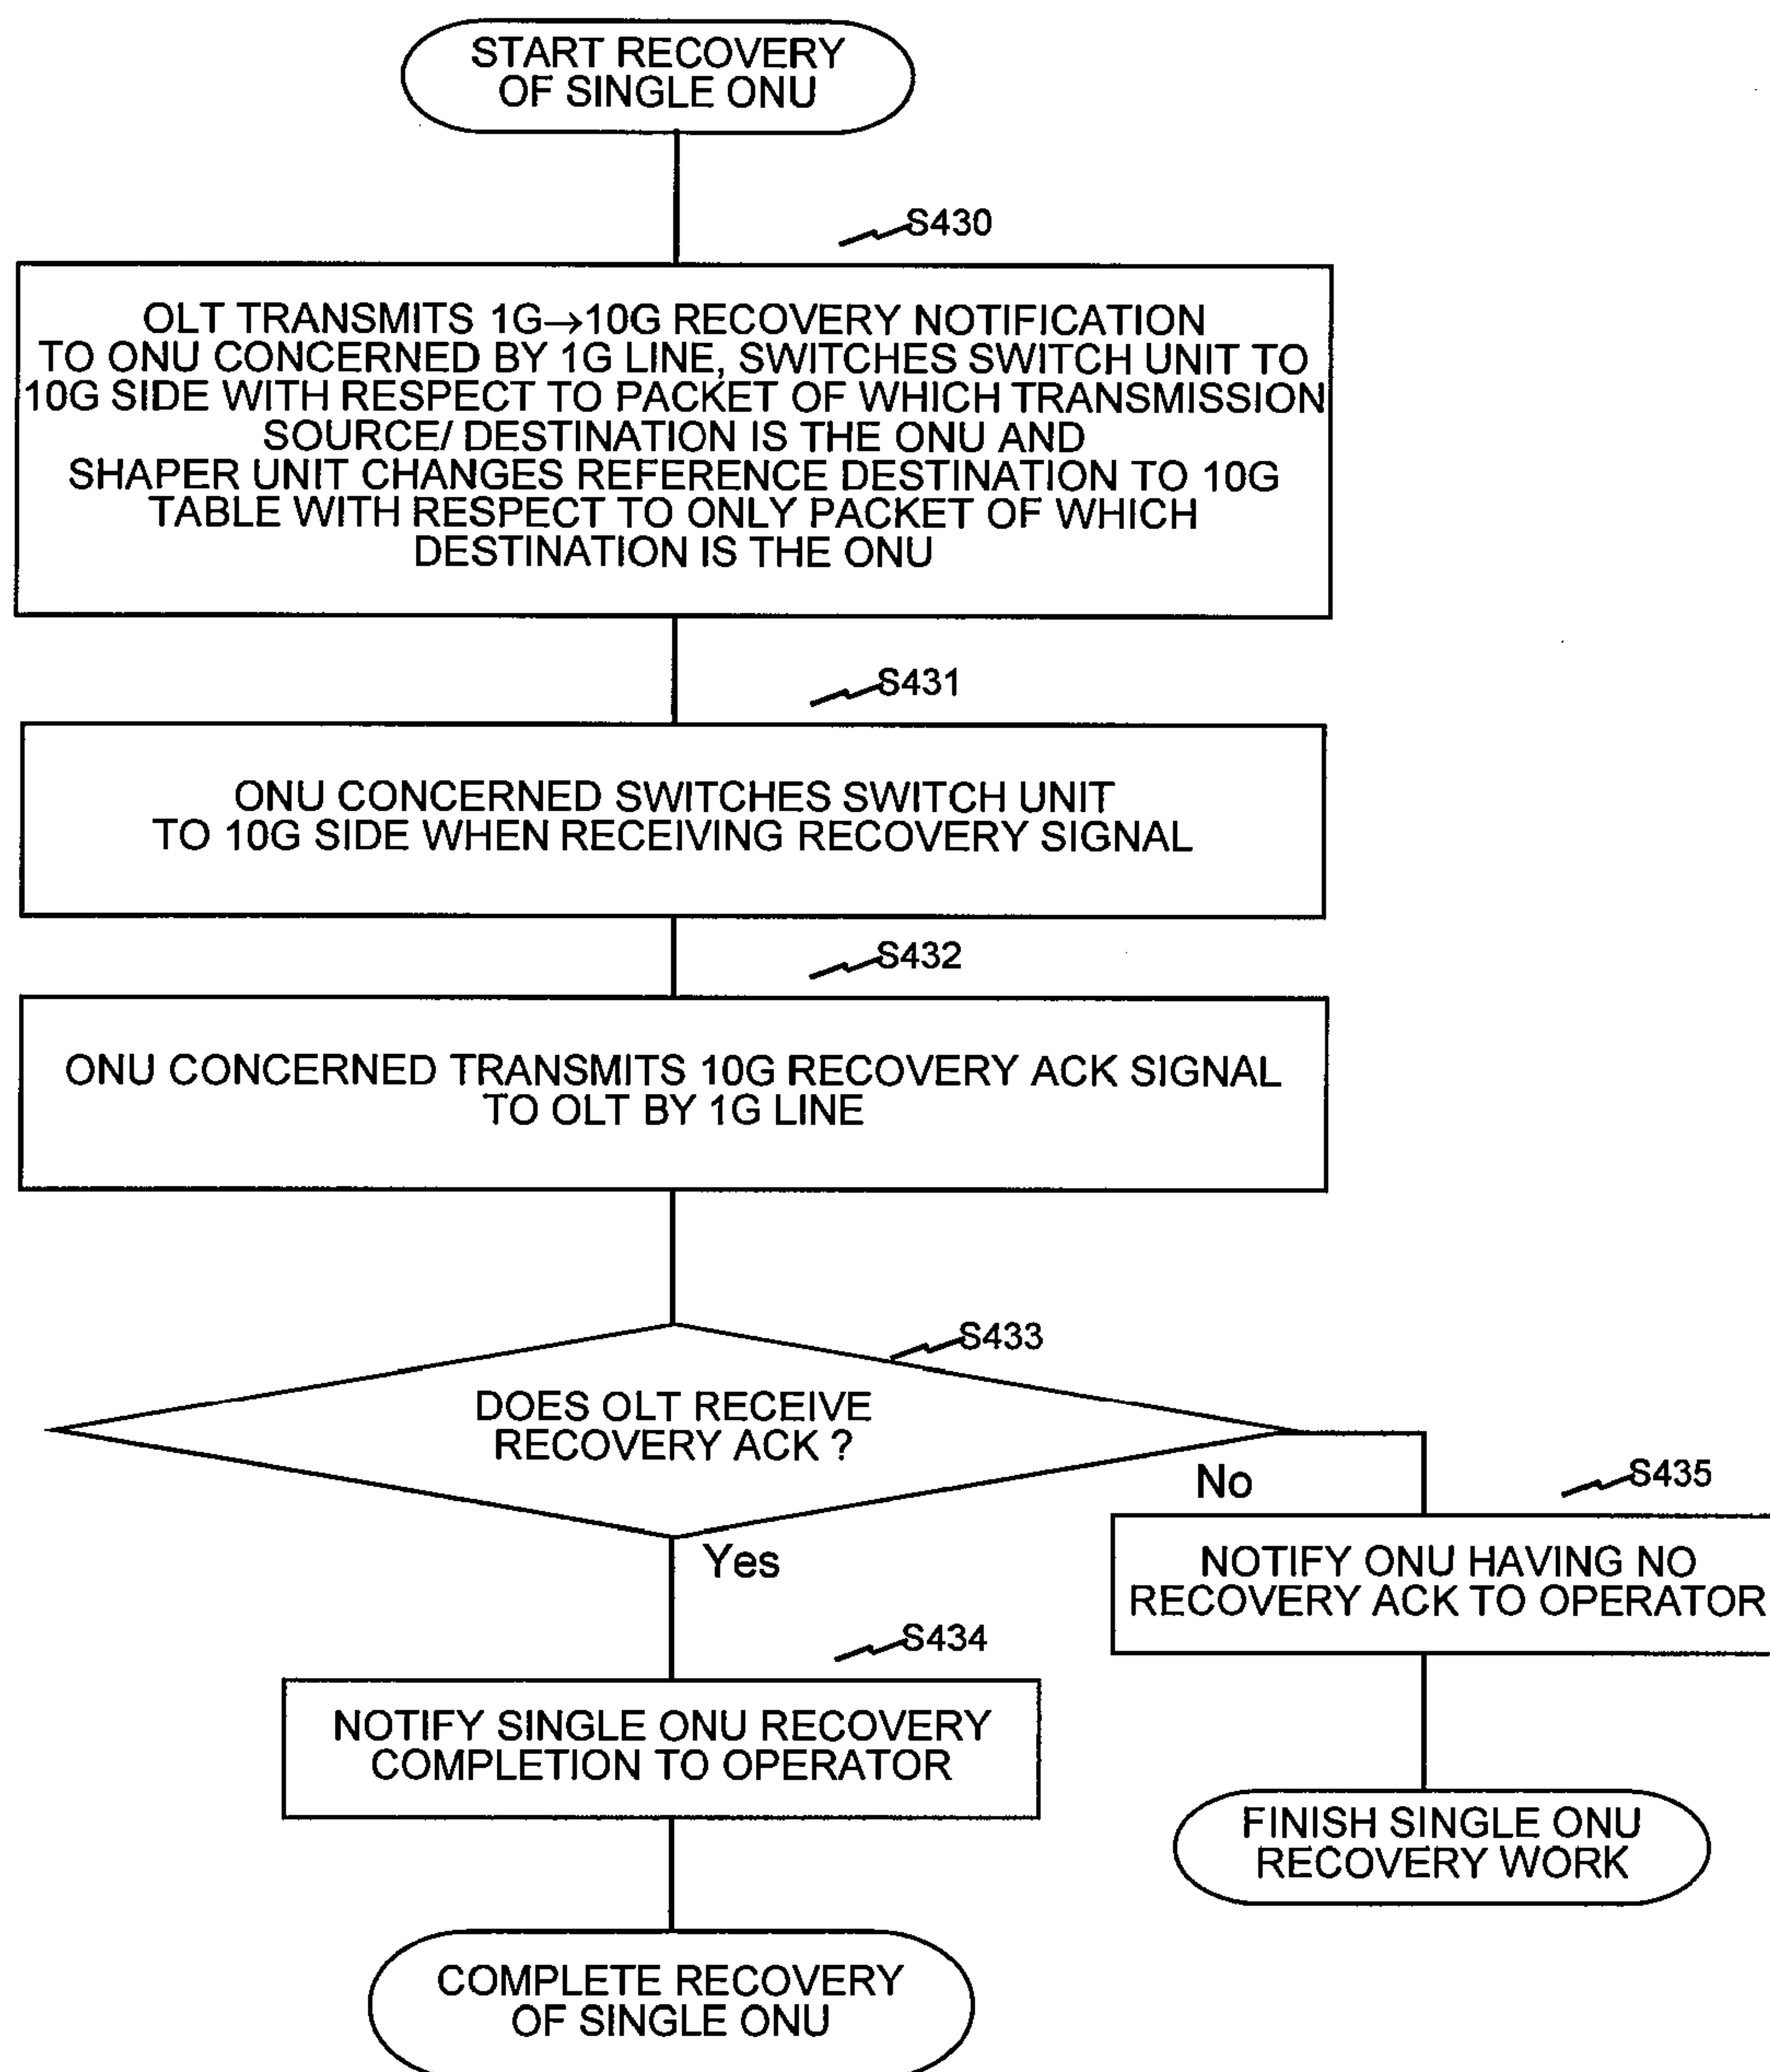 START RECOVERY
OF SINGLE ONU
S430
OLT TRANSMITS 1G→10G RECOVERY NOTIFICATION
TO ONU CONCERNED BY 1G LINE, SWITCHES SWITCH UNIT TO
10G SIDE WITH RESPECT TO PACKET OF WHICH TRANSMISSION
SOURCE/ DESTINATION IS THE ONU AND
SHAPER UNIT CHANGES REFERENCE DESTINATION TO 10G
TABLE WITH RESPECT TO ONLY PACKET OF WHICH
DESTINATION IS THE ONU
S431
ONU CONCERNED SWITCHES SWITCH UNIT
TO 10G SIDE WHEN RECEIVING RECOVERY SIGNAL
S432
ONU CONCERNED TRANSMITS 10G RECOVERY ACK SIGNAL
TO OLT BY 1G LINE
S433
DOES OLT RECEIVE
RECOVERY ACK ?
No
S435
NOTIFY ONU HAVING NO
RECOVERY ACK TO OPERATOR
Yes
S434
NOTIFY SINGLE ONU RECOVERY
COMPLETION TO OPERATOR
FINISH SINGLE ONU
RECOVERY WORK
COMPLETE RECOVERY
OF SINGLE ONU